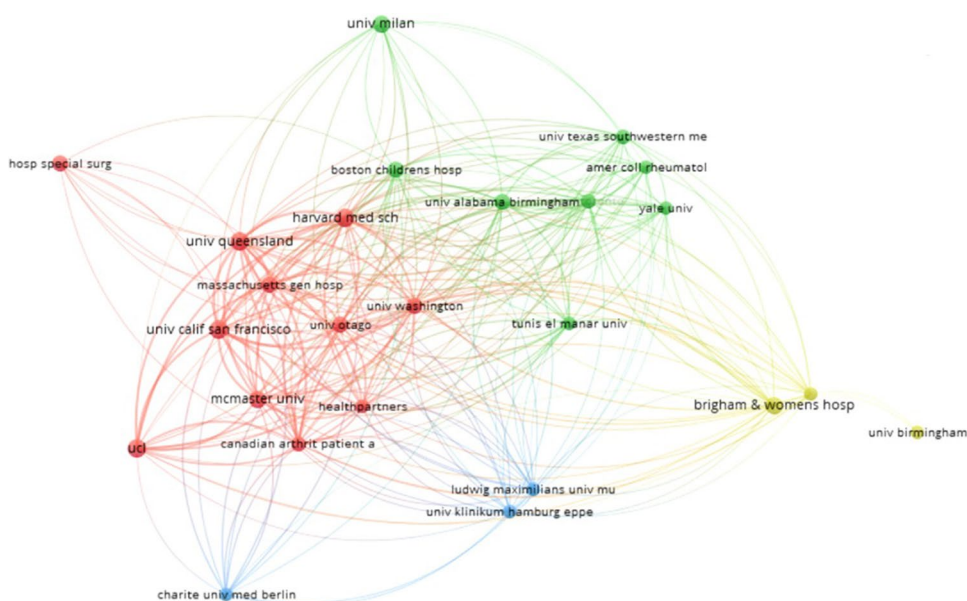 univ milan
univ texas southwestern me
hosp special surg
boston childrens hosp
amer coll rheumatol
univ alabama birmingham
yale univ
harvard med sch
univ queensland
massachusetts gen hosp
univ washington
univ calif san francisco
univ otago
tunis el manar univ
mcmaster univ
healthpartners
brigham & womens hosp
univ birmingham
ucl
canadian arthrit patient a
ludwig maximilians univ mu
univ klinikum hamburg eppe
charite univ med berlin